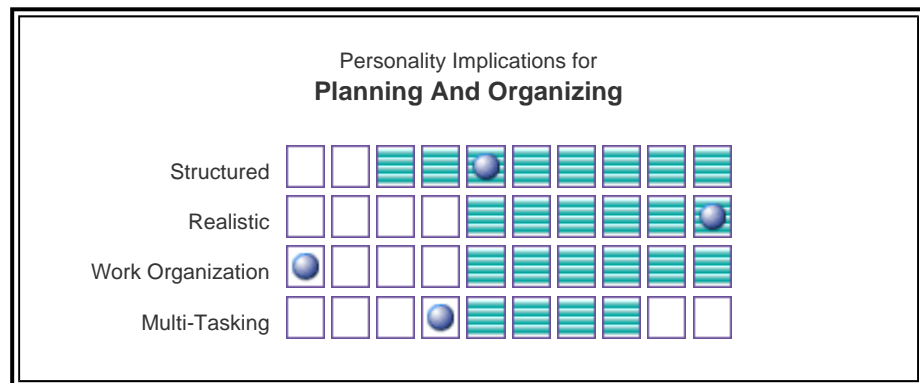 Personality Implications for
Planning And Organizing
Structured
Realistic
Work Organization
Multi-Tasking